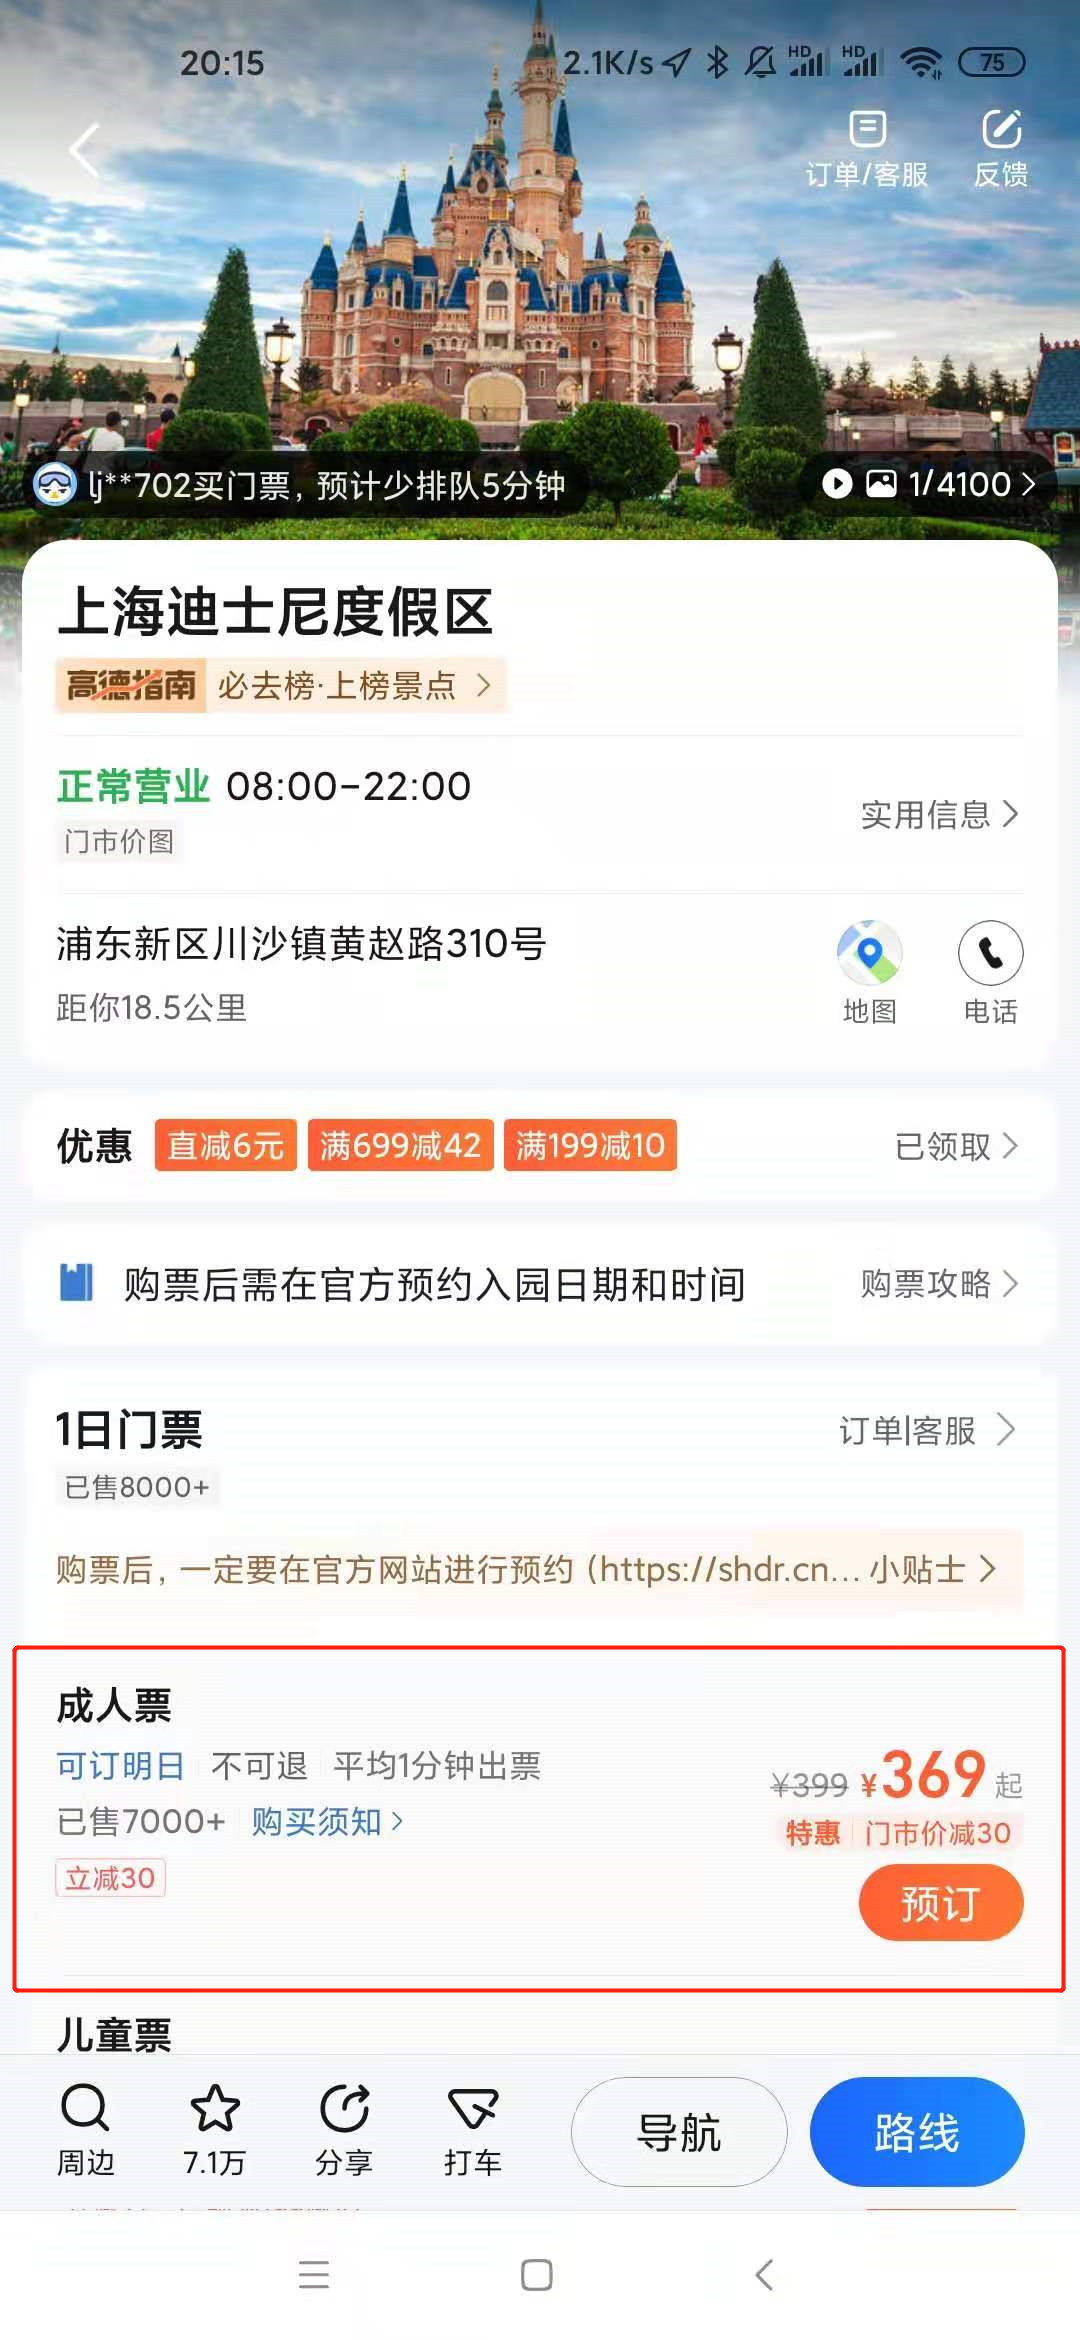 20:15 2.1K/s HD HD 75
订单/客服 反馈
lj**702买门票，预计少排队5分钟 1/4100
上海迪士尼度假区
高德指南 必去榜·上榜景点
正常营业 08:00-22:00
实用信息
门市价图
浦东新区川沙镇黄赵路310号
距你18.5公里
地图 电话
优惠 直减6元 满699减42 满199减10 已领取
购票后需在官方预约入园日期和时间 购票攻略
1日门票 订单|客服
已售8000+
购票后，一定要在官方网站进行预约（https://shdr.cn... 小贴士
成人票
可订明日 不可退 平均1分钟出票
¥399 ¥369起
已售7000+ 购买须知
特惠 门市价减30
立减30
预订
儿童票
周边 7.1万 分享 打车 导航 路线